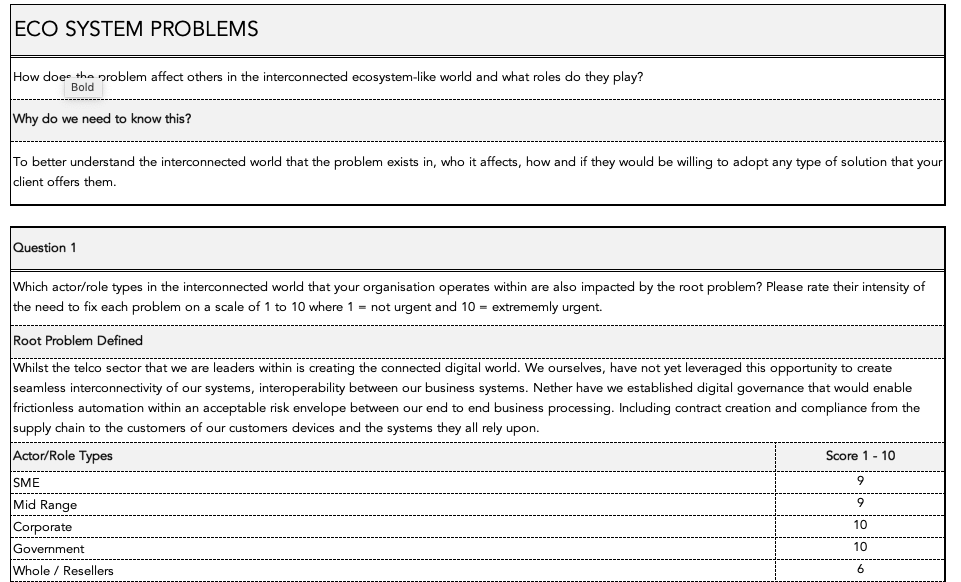 ECO SYSTEM PROBLEMS
How does the problem affect others in the interconnected ecosystem-like world and what roles do they play?
Bold
Why do we need to know this?
To better understand the interconnected world that the problem exists in, who it affects, how and if they would be willing to adopt any type of solution that your
client offers them.
Question 1
Which actor/role types in the interconnected world that your organisation operates within are also impacted by the root problem? Please rate their intensity of
the need to fix each problem on a scale of 1 to 10 where 1 = not urgent and 10 = extrememly urgent.
Root Problem Defined
Whilst the telco sector that we are leaders within is creating the connected digital world. We ourselves, have not yet leveraged this opportunity to create
seamless interconnectivity of our systems, interoperability between our business systems. Nether have we established digital governance that would enable
frictionless automation within an acceptable risk envelope between our end to end business processing. Including contract creation and compliance from the
supply chain to the customers of our customers devices and the systems they all rely upon.
Actor/Role Types Score 1 - 10
SME 9
Mid Range 9
Corporate 10
Government 10
Whole / Resellers 6